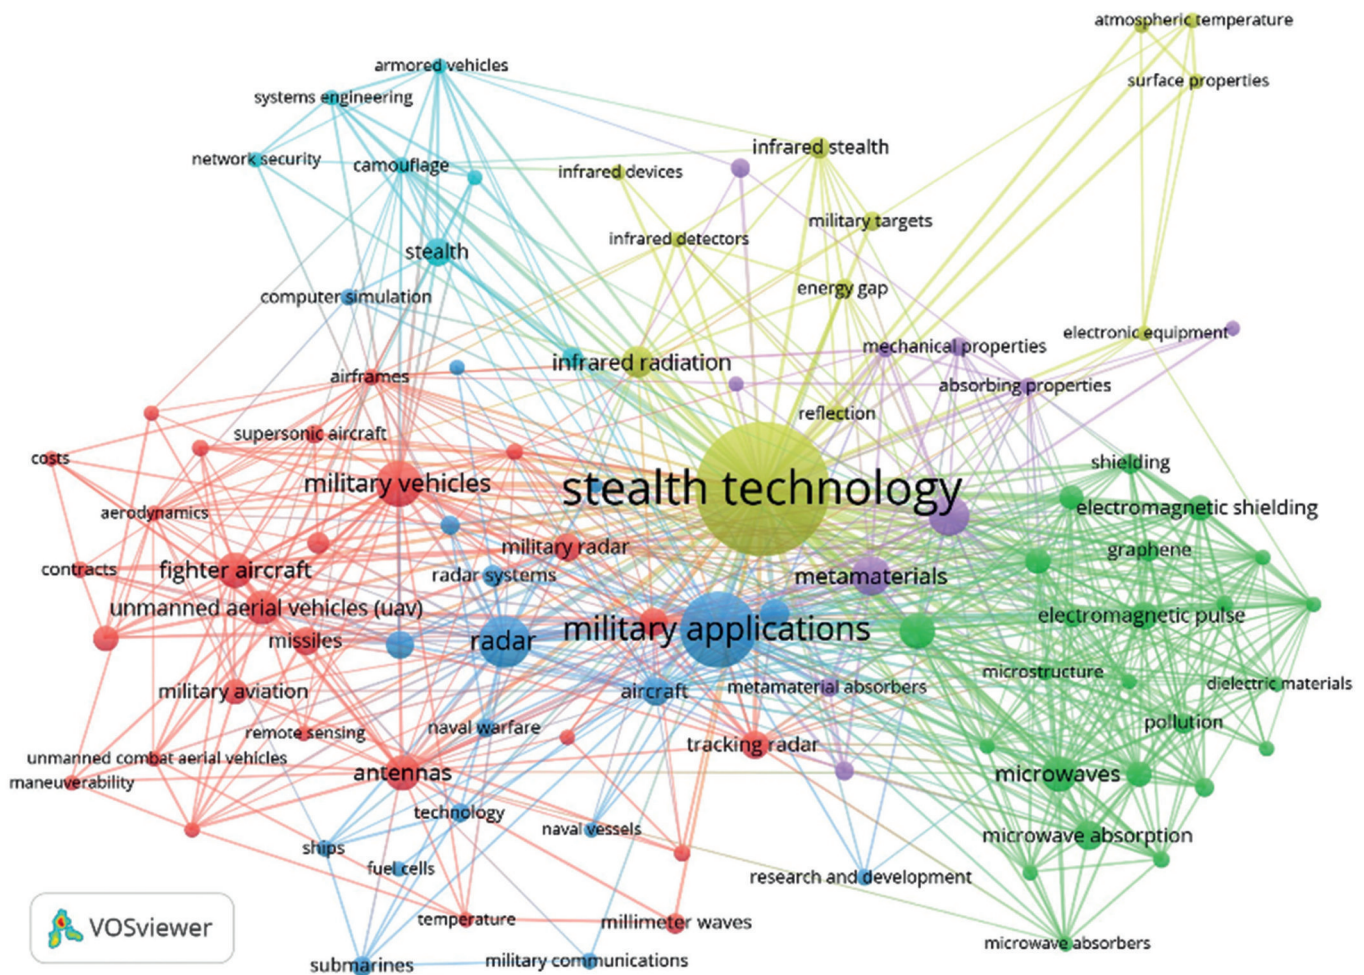 atmospheric temperature
armored vehicles
surface properties
systems engineering
infrared stealth
network security
camouflage
infrared devices
military targets
infrared detectors
stealth
energy gap
computer simulation
electronic equipment
mechanical properties
infrared radiation
airframes
absorbing properties
reflection
supersonic aircraft
costs
shielding
military vehicles
stealth technology
electromagnetic shielding
aerodynamics
military radar
graphene
contracts
fighter aircraft
radar systems
metamaterials
unmanned aerial vehicles (uav)
electromagnetic pulse
missiles
radar
military applications
microstructure
military aviation
aircraft
metamaterial absorbers
dielectric materials
pollution
remote sensing
naval warfare
tracking radar
unmanned combat aerial vehicles
antennas
microwaves
maneuverability
technology
naval vessels
microwave absorption
ships
fuel cells
research and development
temperature
millimeter waves
VOSviewer
microwave absorbers
submarines
military communications